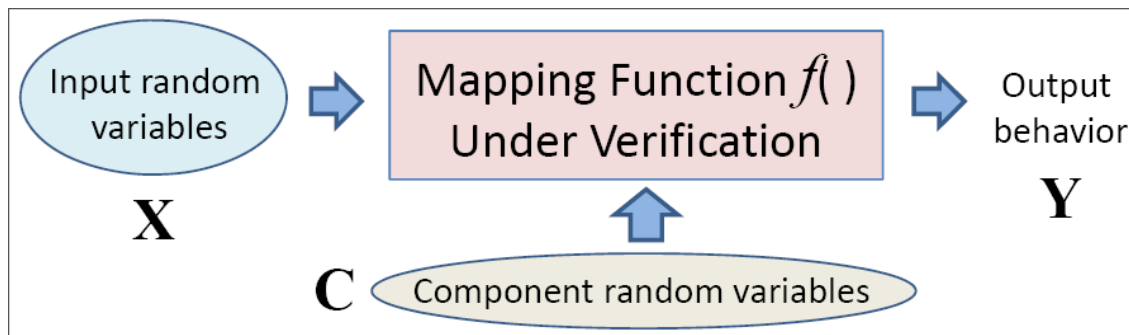 Input random
variables
X
Mapping Function f( )
Under Verification
Output
behavior
Y
C
Component random variables